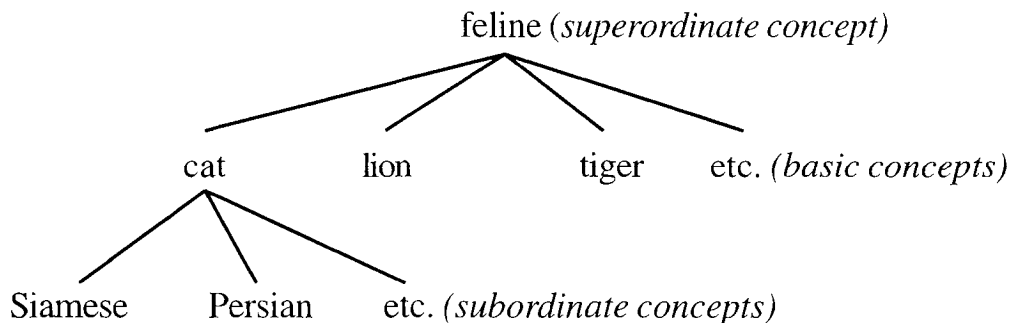 feline (superordinate concept)
cat lion tiger etc. (basic concepts)
Siamese Persian etc. (subordinate concepts)